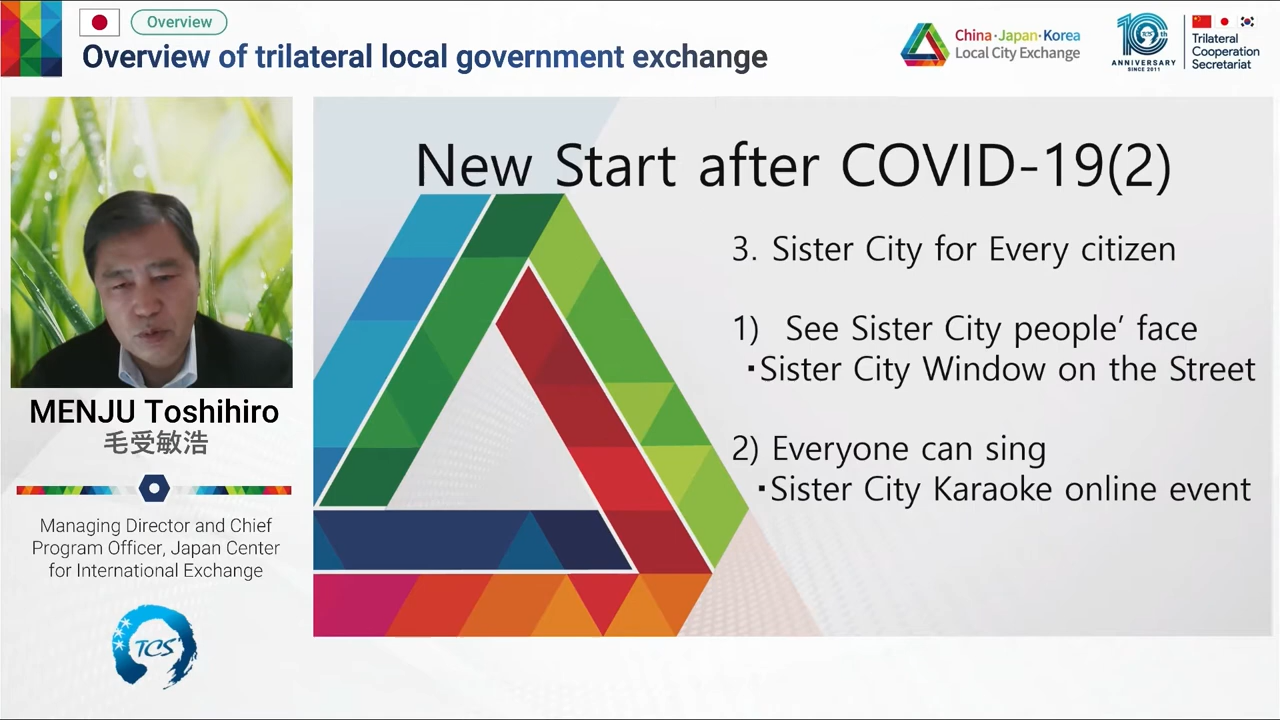 Overview
Overview of trilateral local government exchange
China·Japan·Korea
Local City Exchange
10th
TCS
ANNIVERSARY
SINCE 2011
Trilateral
Cooperation
Secretariat
New Start after COVID-19(2)
3. Sister City for Every citizen
1) See Sister City people’ face
▪Sister City Window on the Street
2) Everyone can sing
▪Sister City Karaoke online event
MENJU Toshihiro
毛受敏浩
Managing Director and Chief
Program Officer, Japan Center
for International Exchange
TCS